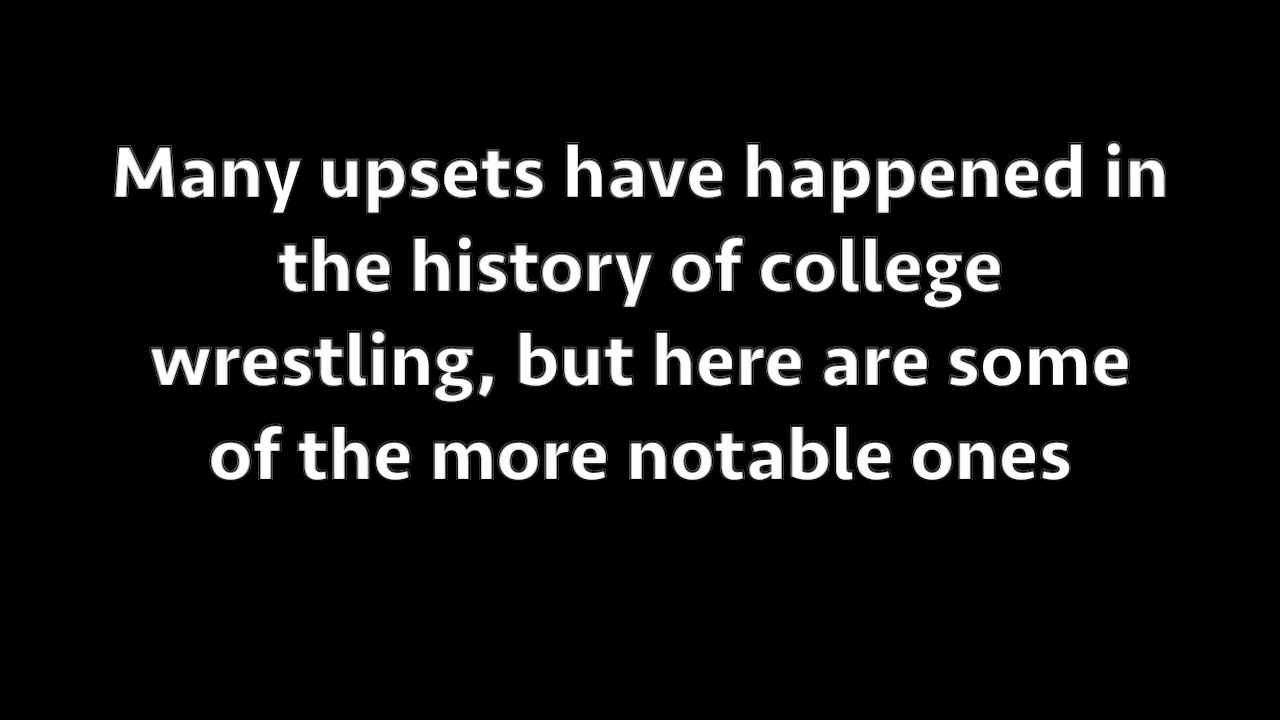 Many upsets have happened in
the history of college
wrestling, but here are some
of the more notable ones